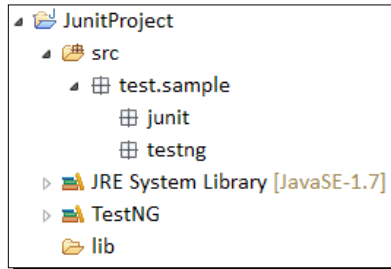 JunitProject
src
test.sample
junit
testng
JRE System Library [JavaSE-1.7]
TestNG
lib